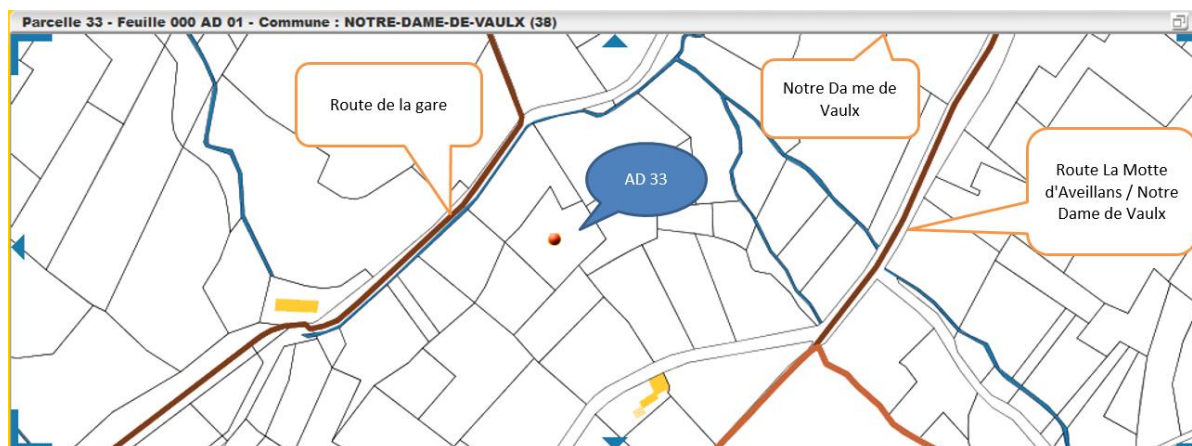 Parcelle 33 - Feuille 000 AD 01 - Commune : NOTRE-DAME-DE-VAULX (38)
Route de la gare
Notre Da me de
Vaulx
AD 33
Route La Motte
d'Aveillans / Notre
Dame de Vaulx